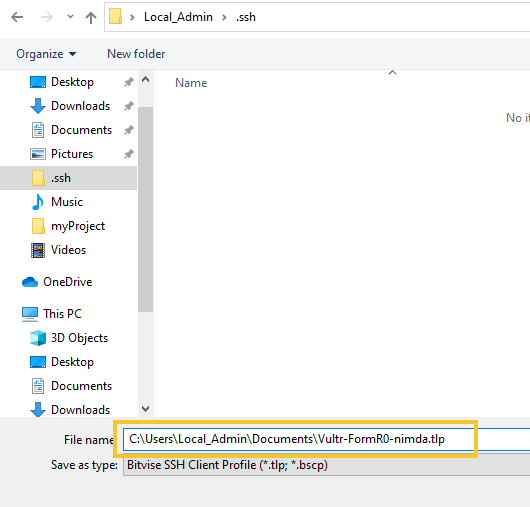 Local_Admin > .ssh
Organize New folder
Desktop
Downloads
Documents
Pictures
.ssh
Music
myProject
Videos
OneDrive
This PC
3D Objects
Desktop
Documents
Downloads
Name
No it
File name
C:\Users\Local_Admin\Documents\Vultr-FormR0-nimda.tlp
Save as type: Bitvise SSH Client Profile (*.tlp; *.bscp)